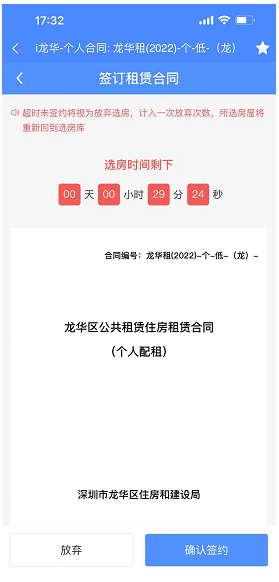 17:32
i龙华-个人合同: 龙华租(2022)-个-低-（龙）
签订租赁合同
超时未签约将视为放弃选房，计入一次放弃次数，所选房屋将
重新回到选房库
选房时间剩下
00 天 00 小时 29 分 24 秒
合同编号：龙华租(2022)-个-低-（龙）-
龙华区公共租赁住房租赁合同
（个人配租）
深圳市龙华区住房和建设局
放弃
确认签约